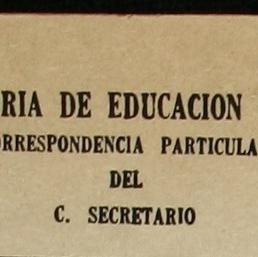 RIA DE EDUCACION
ORRESPONDENCIA PARTICULA
DEL
C. SECRETARIO